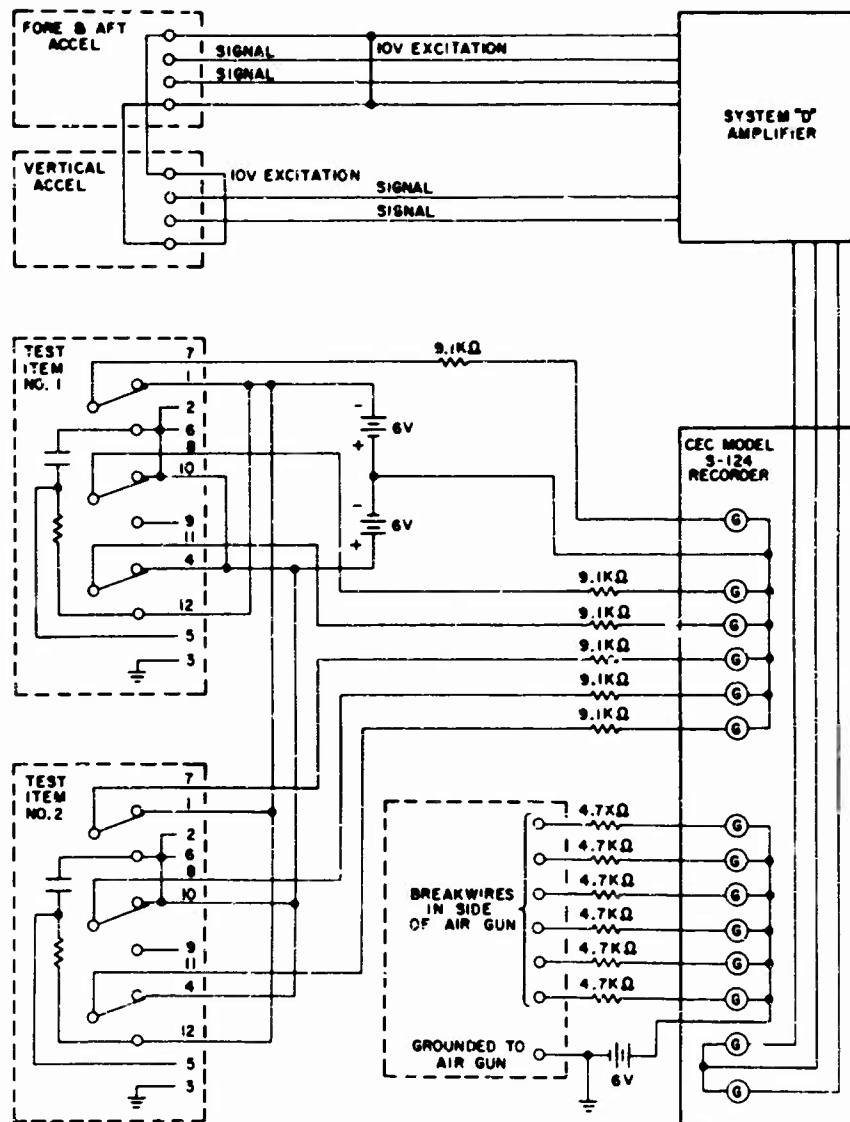 FORE & AFT
ACCEL
SIGNAL
SIGNAL
10V EXCITATION
SYSTEM "D"
AMPLIFIER
VERTICAL
ACCEL
10V EXCITATION
SIGNAL
SIGNAL
TEST
ITEM
NO. 1
7
1
2
6
8
10
9
11
4
12
5
3
9.1KΩ
-
+
6V
-
+
6V
CEC MODEL
5-124
RECORDER
G
9.1KΩ
G
9.1KΩ
G
9.1KΩ
G
9.1KΩ
G
9.1KΩ
G
TEST
ITEM
NO. 2
7
1
2
6
8
10
9
11
4
12
5
3
BREAKWIRES
IN SIDE
OF AIR GUN
4.7KΩ
G
4.7KΩ
G
4.7KΩ
G
4.7KΩ
G
4.7KΩ
G
4.7KΩ
G
GROUNDED TO
AIR GUN
6V
G
G